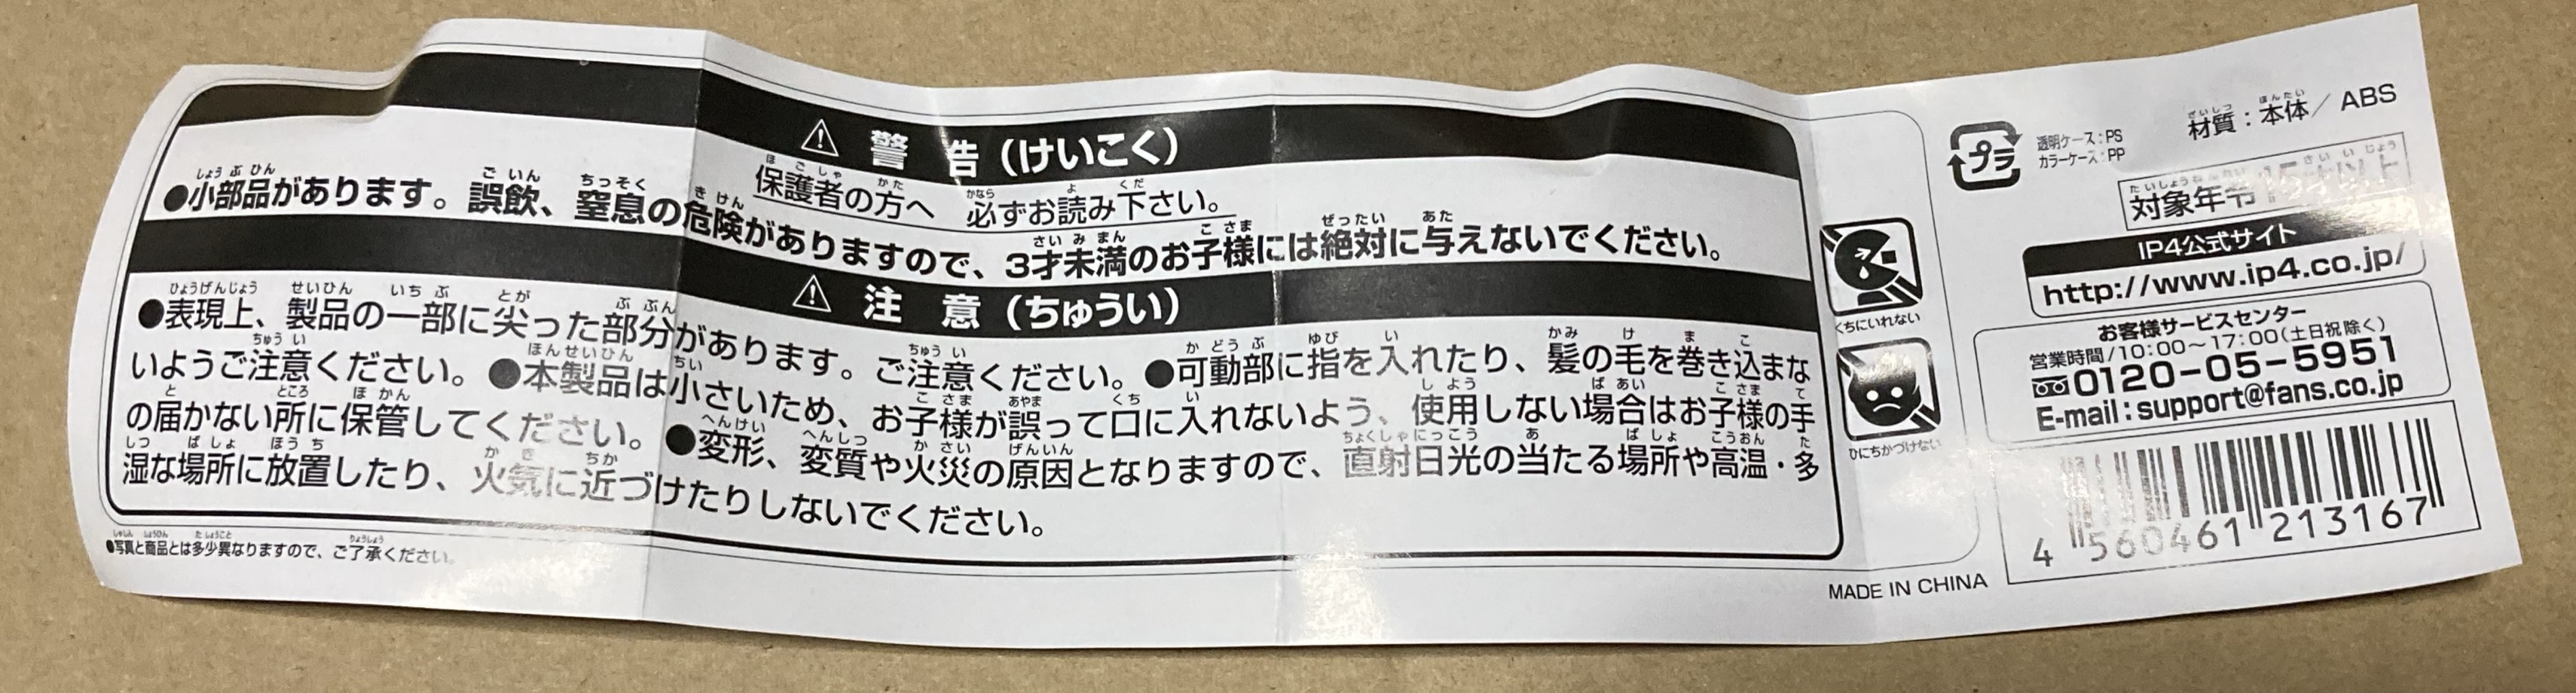 ⚠ 警告（けいこく）
保護者の方へ 必ずお読み下さい。
●小部品があります。誤飲、窒息の危険がありますので、3才未満のお子様には絶対に与えないでください。
⚠ 注意（ちゅうい）
●表現上、製品の一部に尖った部分があります。ご注意ください。●可動部に指を入れたり、髪の毛を巻き込まな
いようご注意ください。●本製品は小さいため、お子様が誤って口に入れないよう、使用しない場合はお子様の手
の届かない所に保管してください。●変形、変質や火災の原因となりますので、直射日光の当たる場所や高温・多
湿な場所に放置したり、火気に近づけたりしないでください。
●写真と商品とは多少異なりますので、ご了承ください。
くちにいれない
ひにちかづけない
MADE IN CHINA
プラ
透明ケース：PS
カラーケース：PP
材質：本体／ABS
対象年令15才以上
IP4公式サイト
http://www.ip4.co.jp/
お客様サービスセンター
営業時間/10:00～17:00(土日祝除く)
0120-05-5951
E-mail：support@fans.co.jp
4 560461 213167